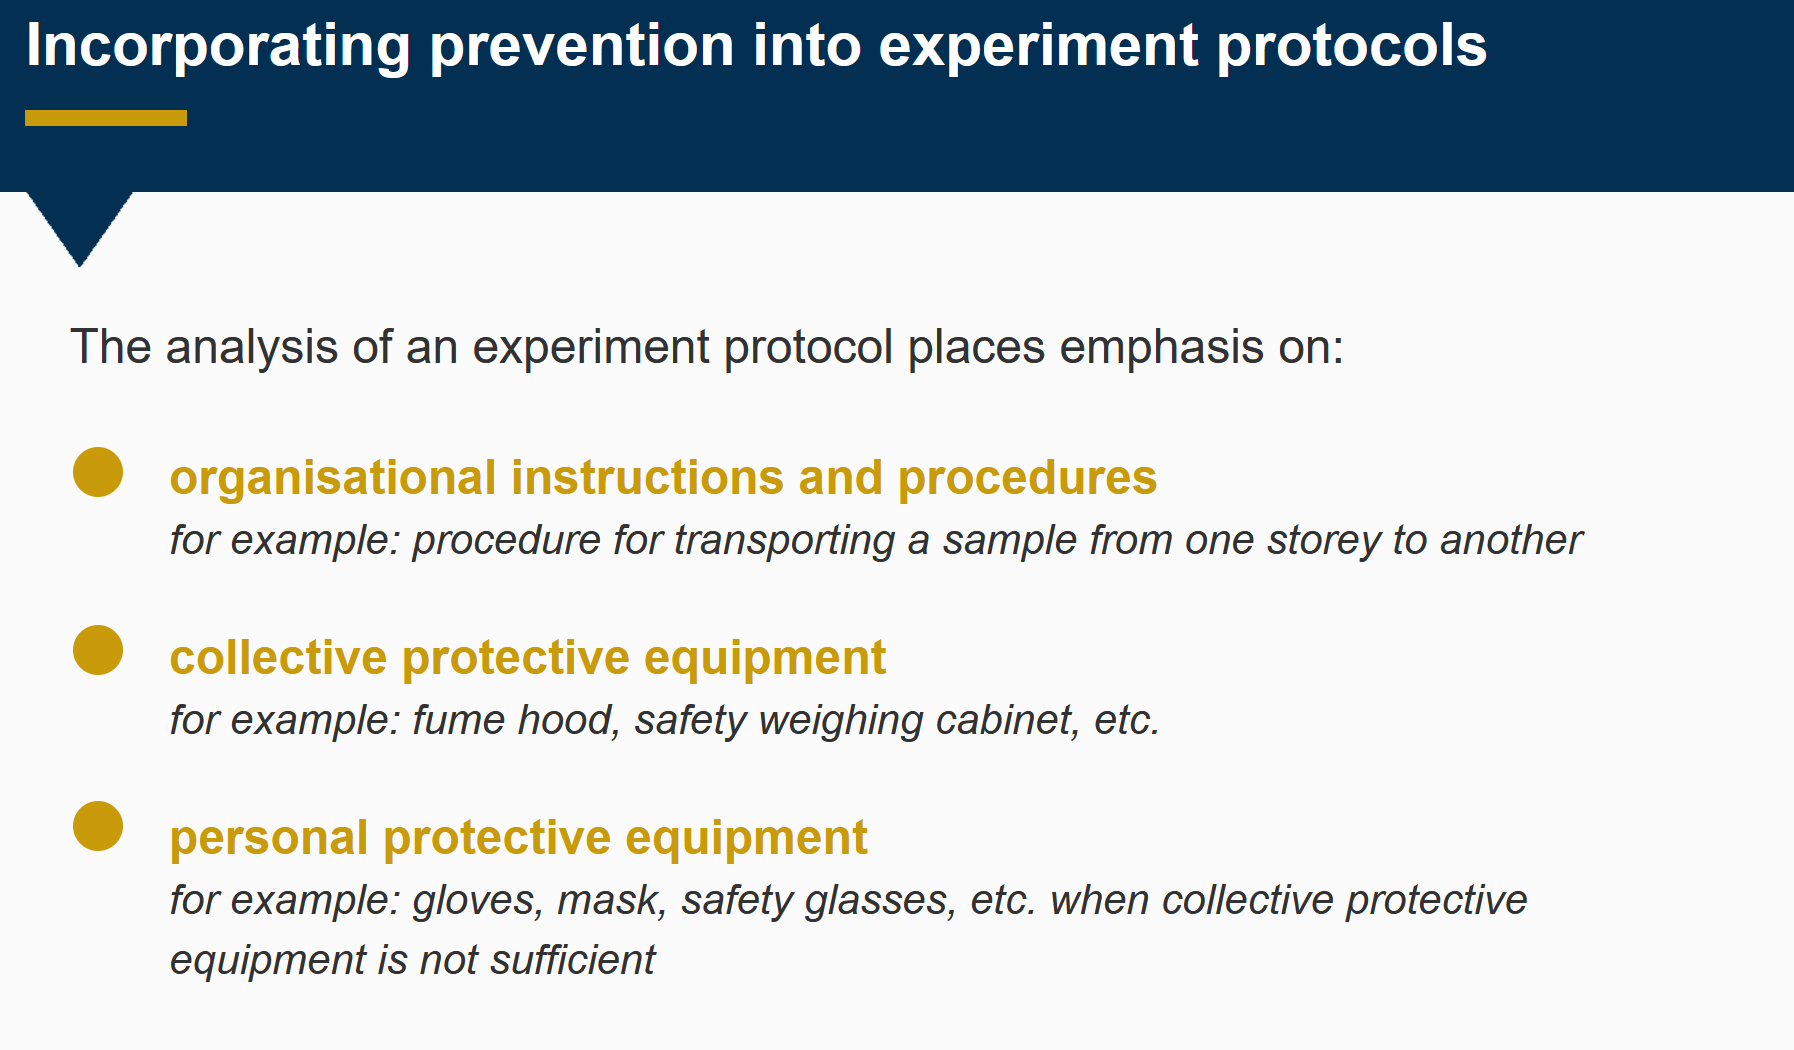 Incorporating prevention into experiment protocols
The analysis of an experiment protocol places emphasis on:
organisational instructions and procedures
for example: procedure for transporting a sample from one storey to another
collective protective equipment
for example: fume hood, safety weighing cabinet, etc.
personal protective equipment
for example: gloves, mask, safety glasses, etc. when collective protective
equipment is not sufficient